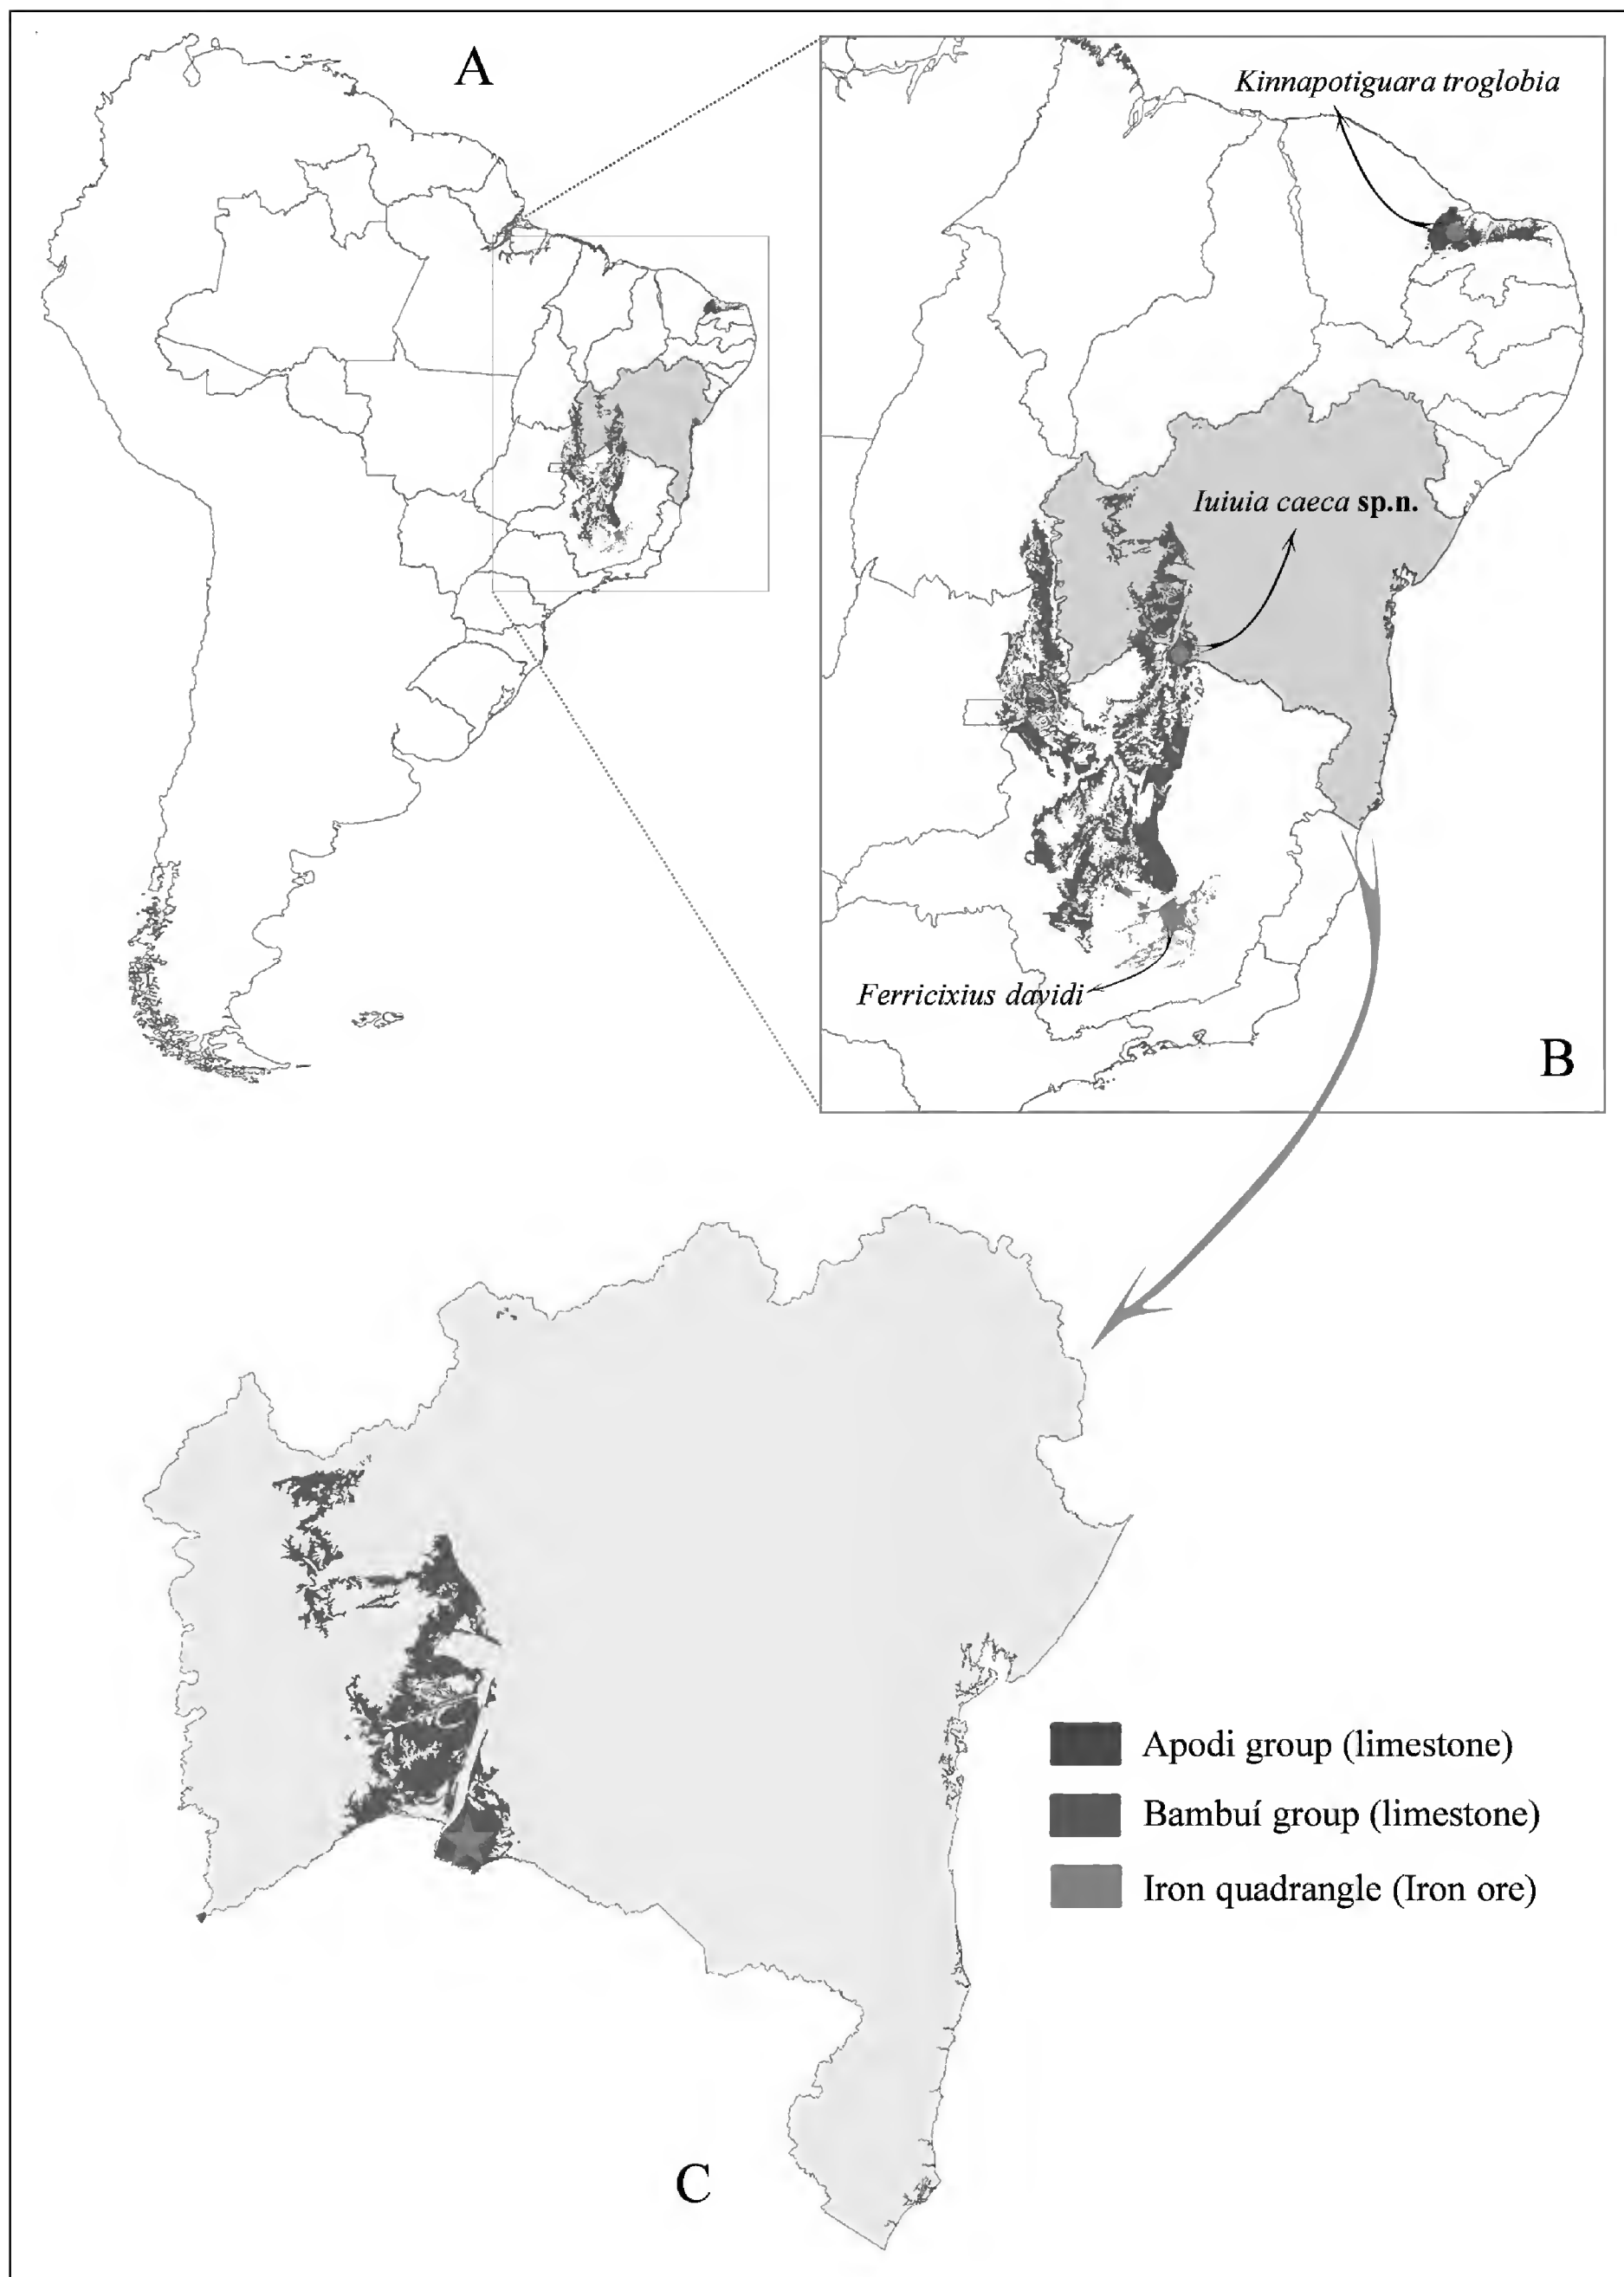 A
Kinnapotiguara troglobia
Iuiuia caeca sp.n.
Ferricixius davidi
B
Apodi group (limestone)
Bambuí group (limestone)
Iron quadrangle (Iron ore)
C